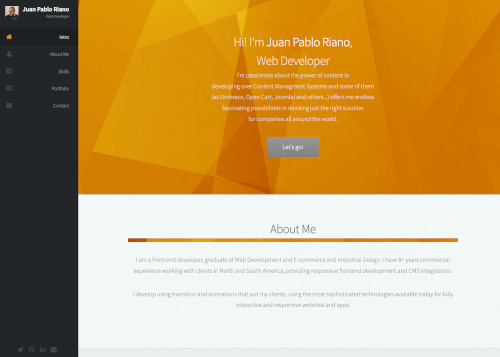 Juan Pablo Riano
Web Developer
Intro
About Me
Skills
Portfolio
Contact
Hi! I'm Juan Pablo Riano,
Web Developer
I'm passionate about the power of content in
developing over Content Managment Systems and some of them
(as Umbraco, Open Cart, Joomla) and others...) offers me endless
fascinating possibilities in devising just the right solution
for companies all around the world.
Let's go!
About Me
I am a front-end developer, graduate of Web Development and E-commerce and Industrial Design. I have 8+ years commercial
experience working with clients in North and South America, providing responsive frontend development and CMS integrations.
I develop using transition and animations that suit my clients, using the most sophisticated technologies available today for fully
interactive and responsive websites and apps.